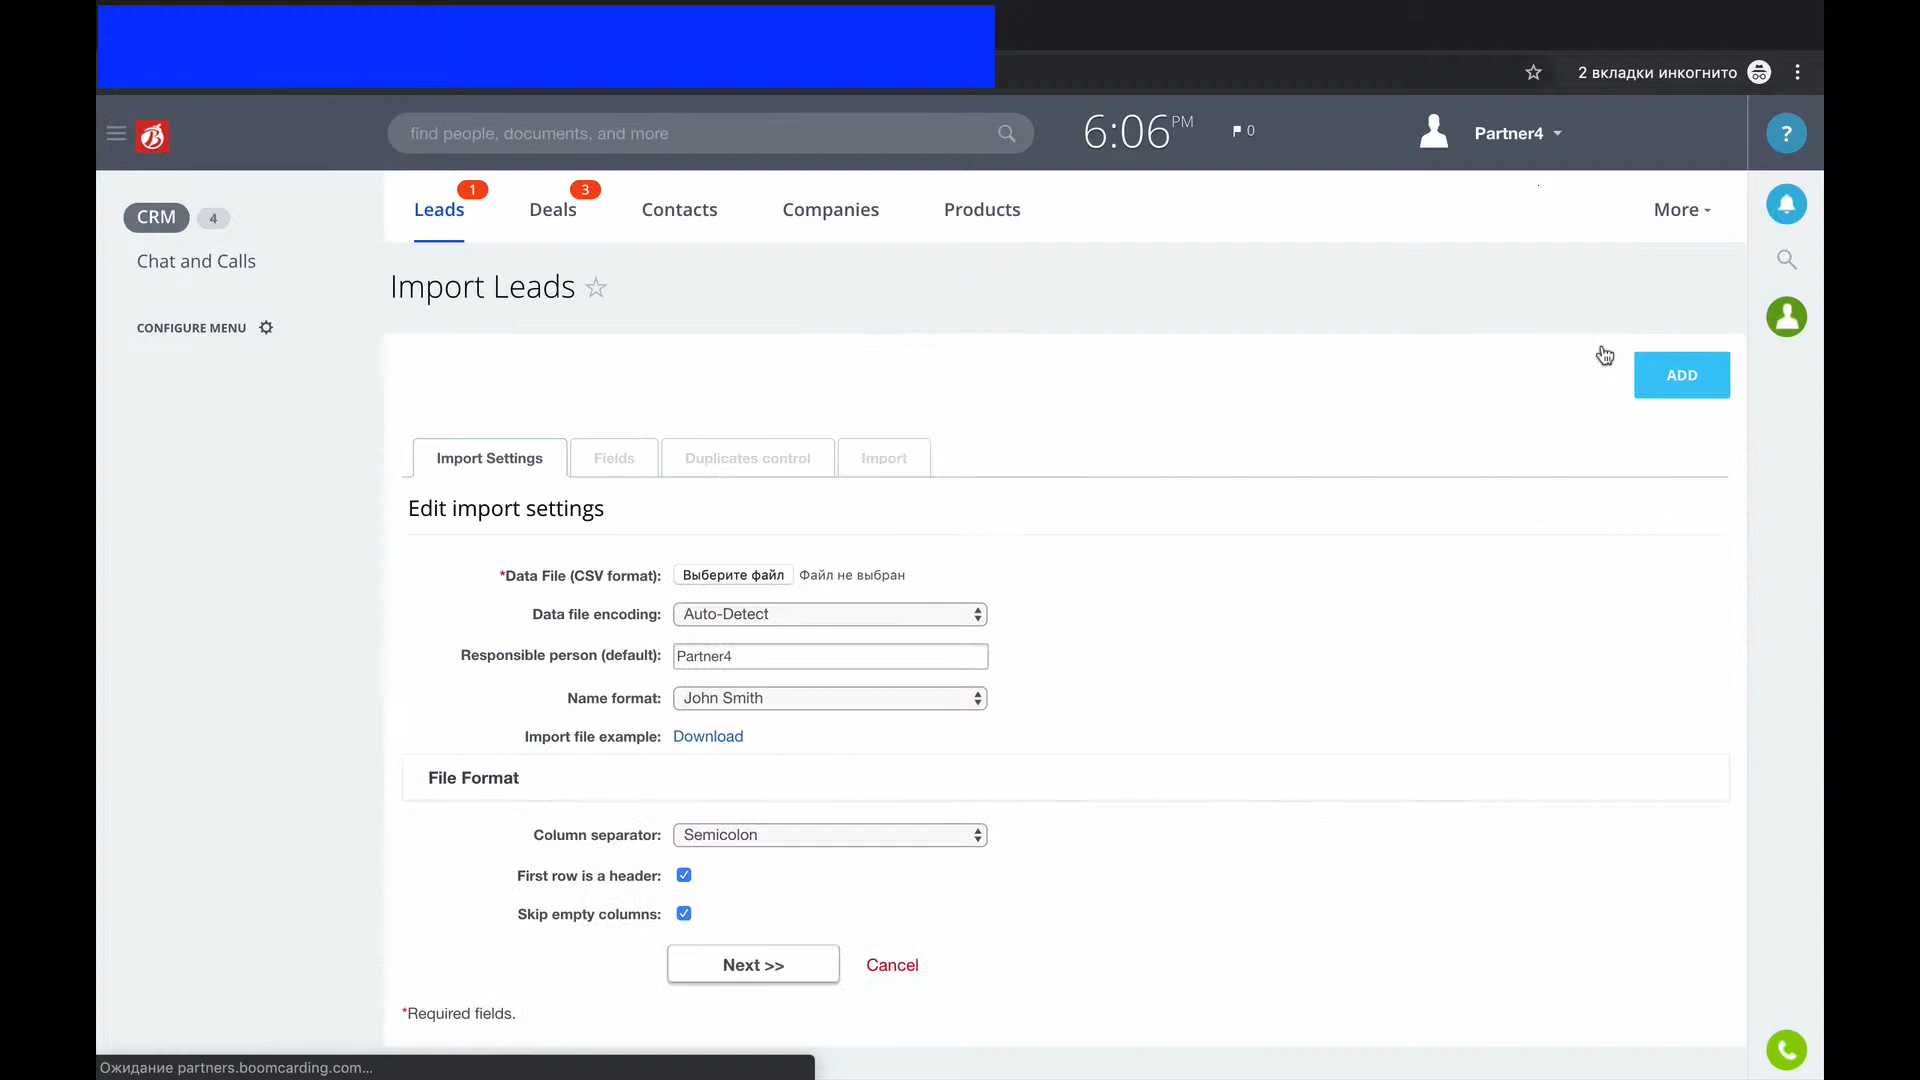 2 вкладки инкогнито
find people, documents, and more
6:06 PM
0
Partner4
?
CRM 4
Chat and Calls
CONFIGURE MENU
Leads 1
Deals 3
Contacts
Companies
Products
More
Import Leads
ADD
Import Settings
Fields
Duplicates control
Import
Edit import settings
*Data File (CSV format): Выберите файл Файл не выбран
Data file encoding: Auto-Detect
Responsible person (default): Partner4
Name format: John Smith
Import file example: Download
File Format
Column separator: Semicolon
First row is a header:
Skip empty columns:
Next >> Cancel
*Required fields.
Ожидание partners.boomcarding.com...